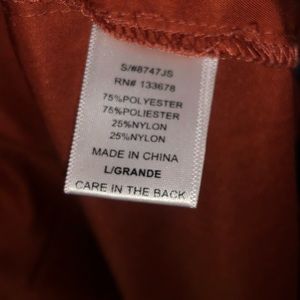 S/#8747JS
RN# 133678
75%POLYESTER
75%POLIESTER
25%NYLON
25%NYLON
MADE IN CHINA
L/GRANDE
CARE IN THE BACK